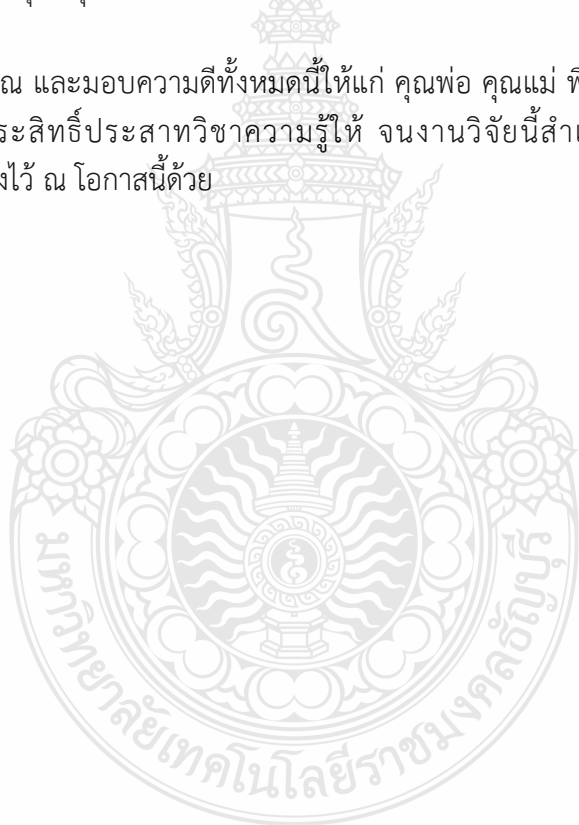 ณ และมอบความดีทั้งหมดนี้ให้แก่ คุณพ่อ คุณแม่
ระสิทธิ์ประสาทวิชาความรู้ให้ จนงานวิจัยนี้
ไว้ ณ โอกาสนี้ด้วย
มหาวิทยาลัยเทคโนโลยีราชมงคลธัญบุรี